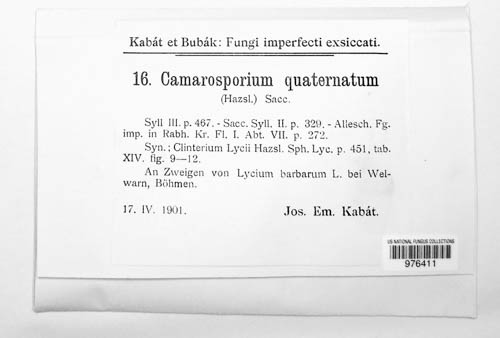 Kabát et Bubák: Fungi imperfecti exsiccati.
16. Camarosporium quaternatum
(Hazsl.) Sacc.
Syll III. p. 467. - Sacc. Syll. II. p. 329. - Allesch. Fg.
imp. in Rabh. Kr. Fl. I. Abt. VII. p. 272.
Syn.: Clinterium Lycii Hazsl. Sph. Lyc. p. 451, tab.
XIV. fig. 9—12.
An Zweigen von Lycium barbarum L. bei Wel-
warn, Böhmen.
17. IV. 1901. Jos. Em. Kabát.
US NATIONAL FUNGUS COLLECTIONS
976411